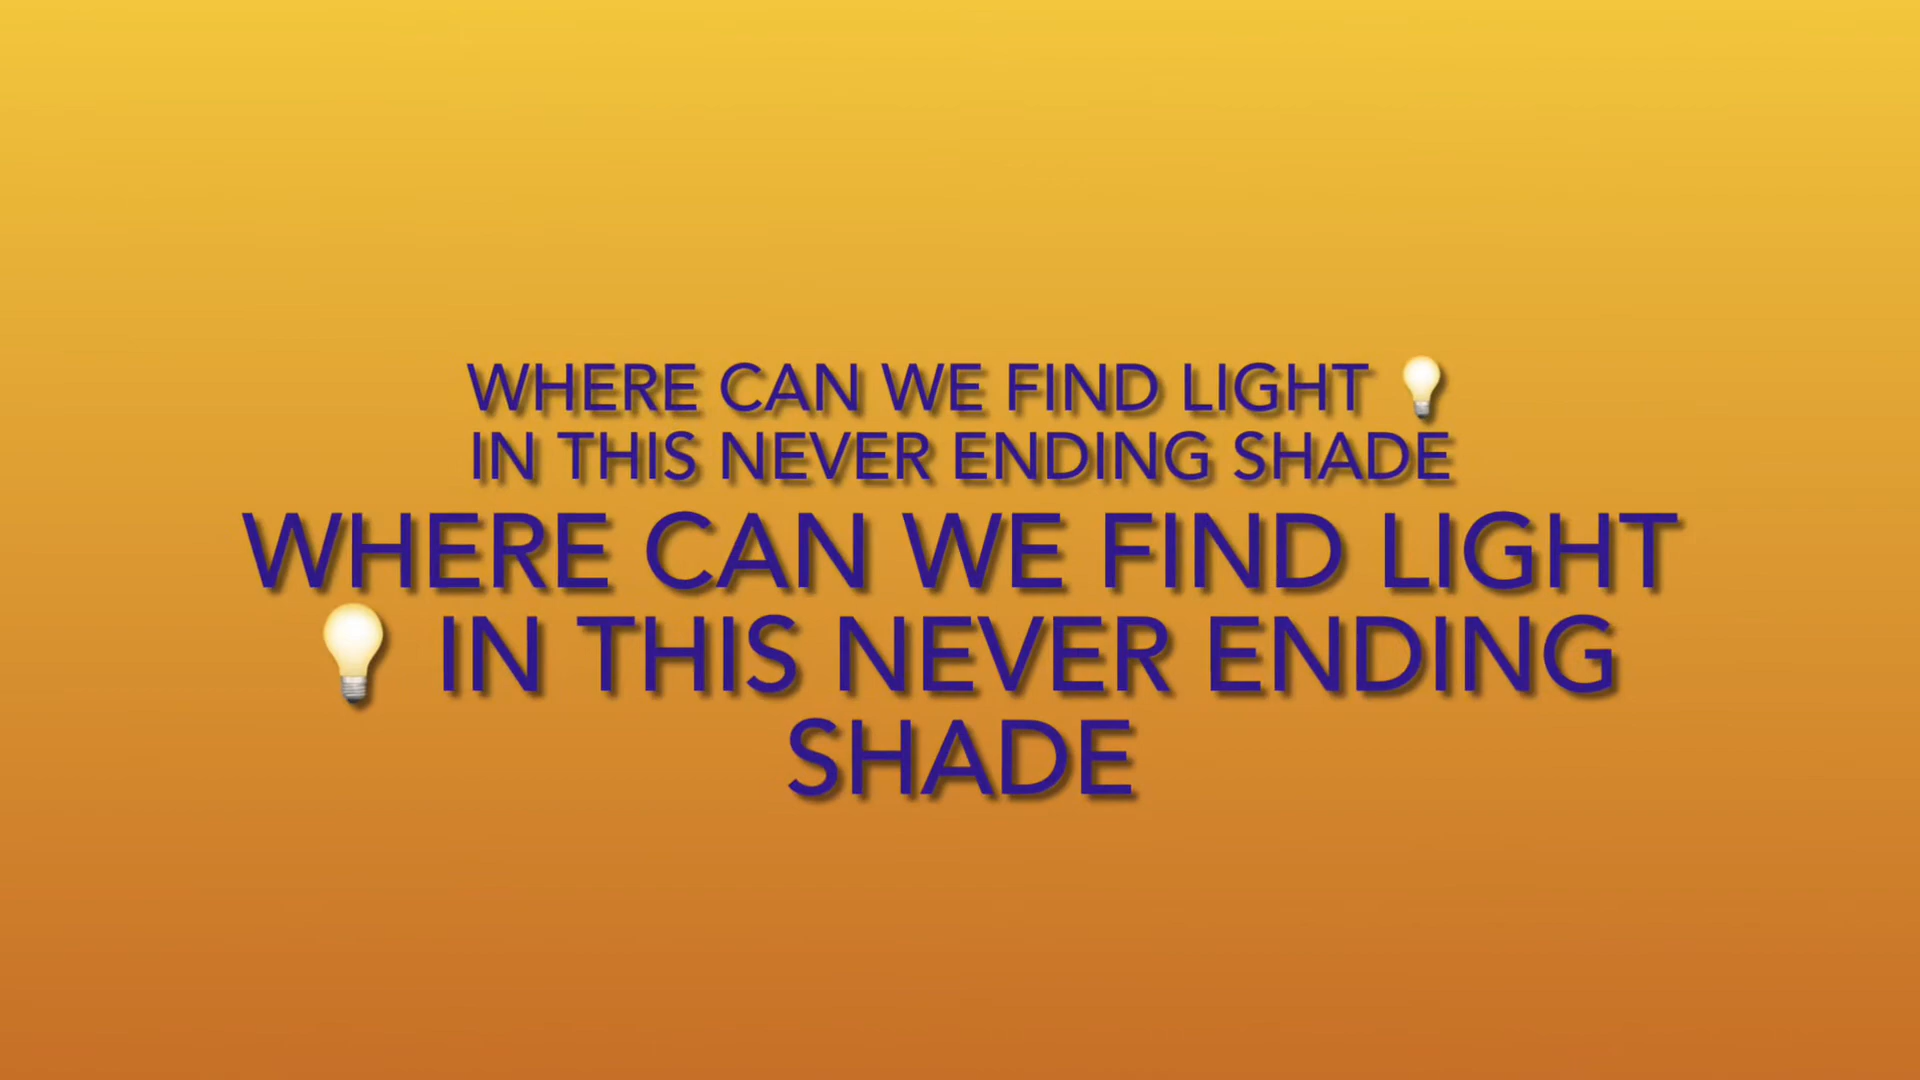 WHERE CAN WE FIND LIGHT 💡
IN THIS NEVER ENDING SHADE
WHERE CAN WE FIND LIGHT
💡 IN THIS NEVER ENDING
SHADE